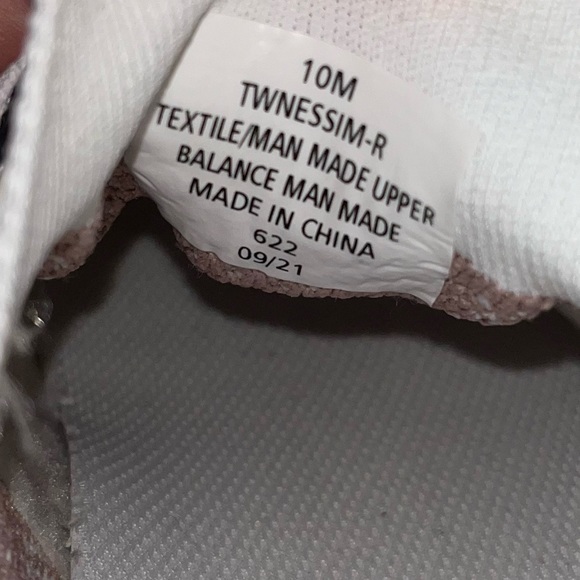 10M
TWNESSIM-R
TEXTILE/MAN MADE UPPER
BALANCE MAN MADE
MADE IN CHINA
622
09/21